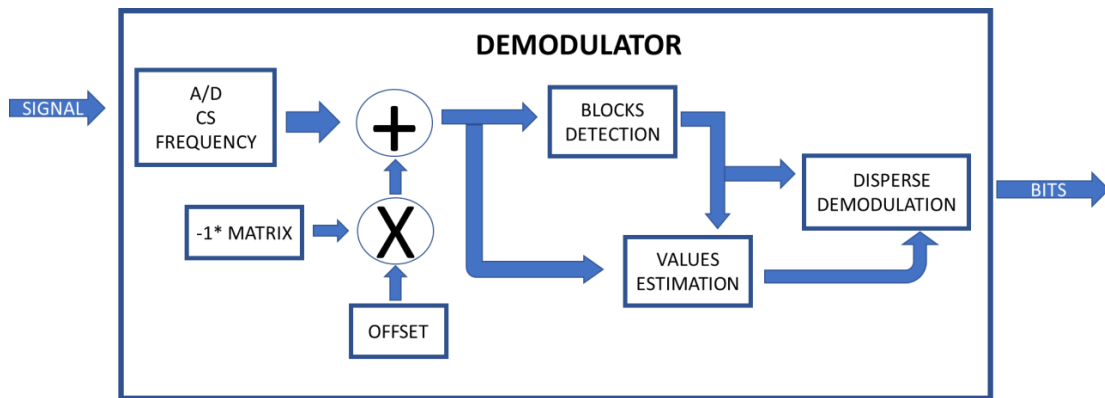 DEMODULATOR
SIGNAL
A/D
CS
FREQUENCY
+
BLOCKS
DETECTION
DISPERSE
DEMODULATION
BITS
-1* MATRIX
X
VALUES
ESTIMATION
OFFSET